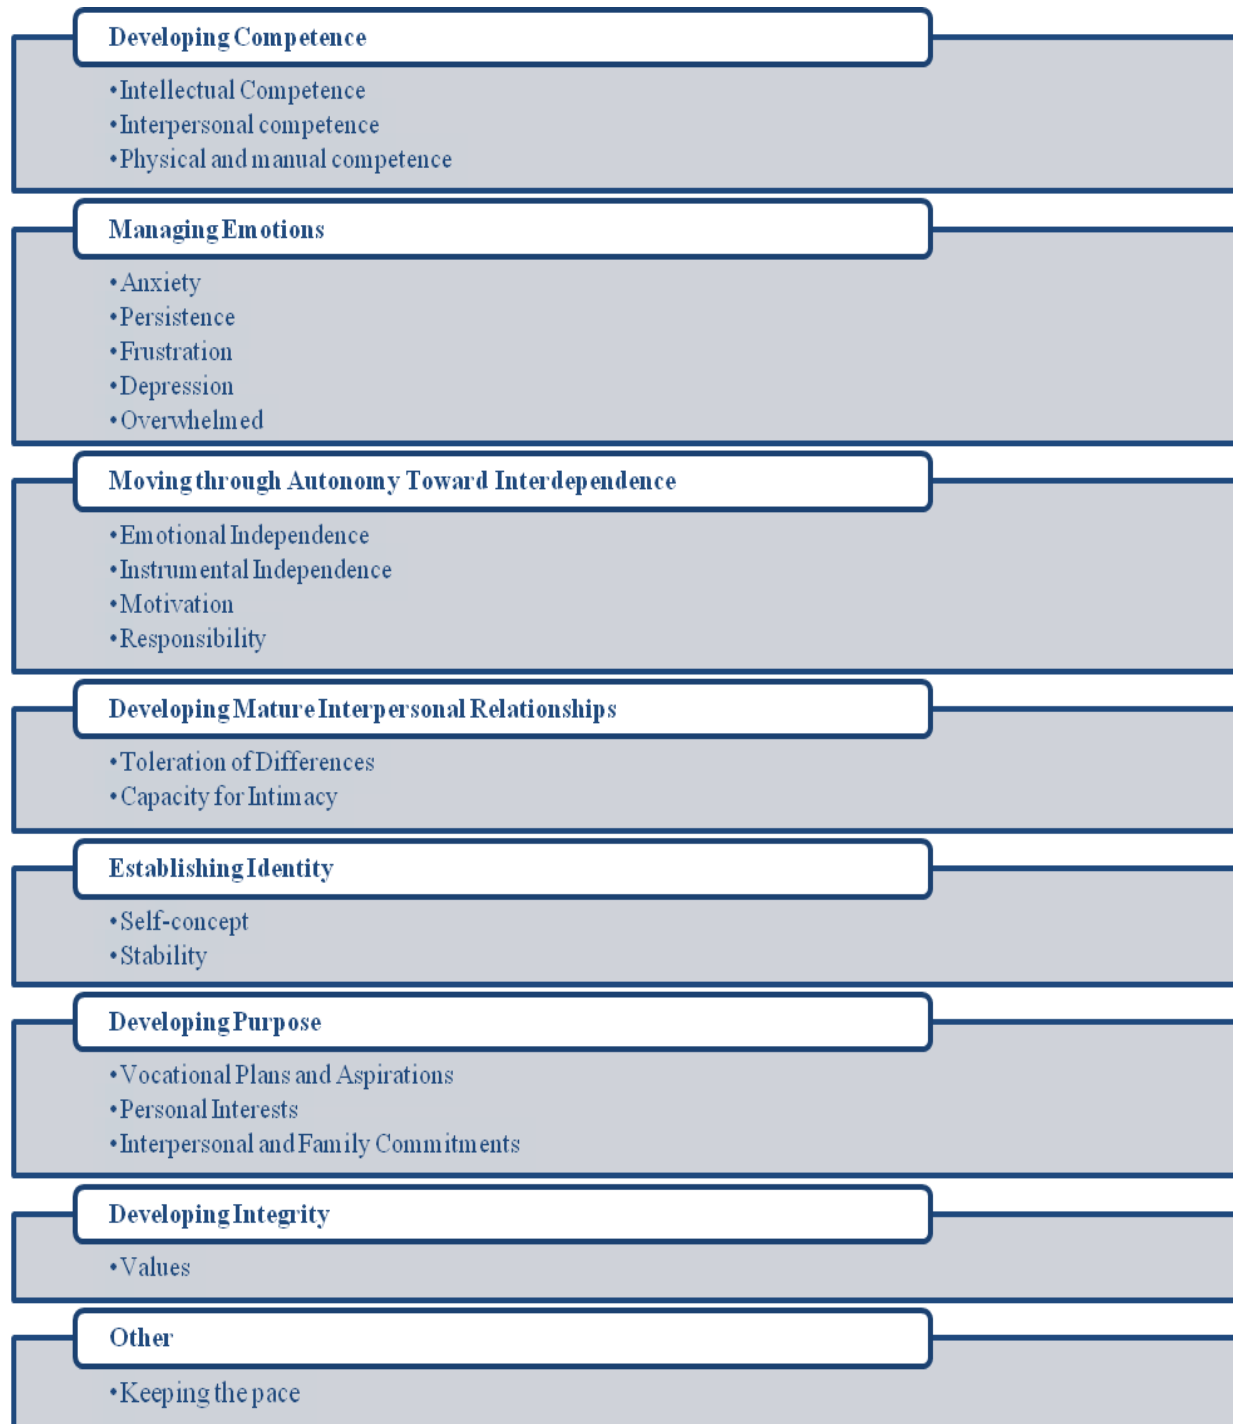 Developing Competence
•Intellectual Competence
•Interpersonal competence
•Physical and manual competence
Managing Emotions
•Anxiety
•Persistence
•Frustration
•Depression
•Overwhelmed
Moving through Autonomy Toward Interdependence
•Emotional Independence
•Instrumental Independence
•Motivation
•Responsibility
Developing Mature Interpersonal Relationships
•Toleration of Differences
•Capacity for Intimacy
Establishing Identity
•Self-concept
•Stability
Developing Purpose
•Vocational Plans and Aspirations
•Personal Interests
•Interpersonal and Family Commitments
Developing Integrity
•Values
Other
•Keeping the pace